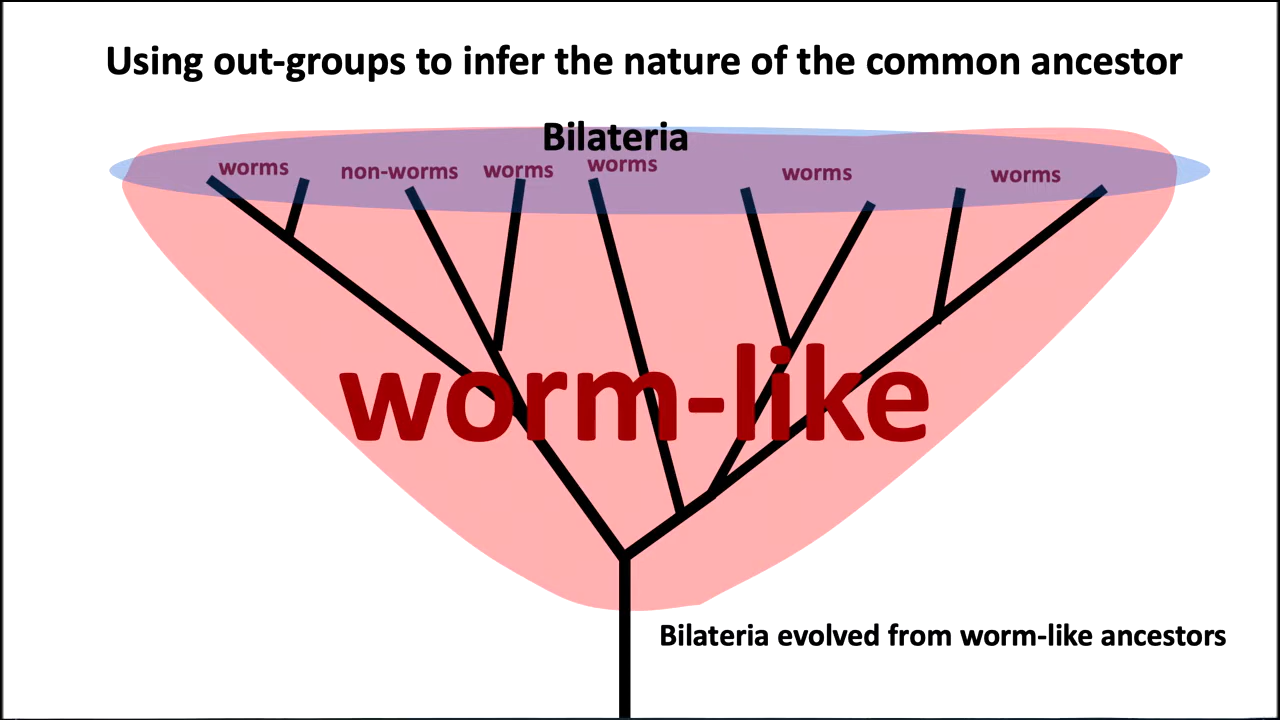 Using out-groups to infer the nature of the common ancestor
Bilateria
worms
non-worms
worms
worms
worms
worms
worm-like
Bilateria evolved from worm-like ancestors